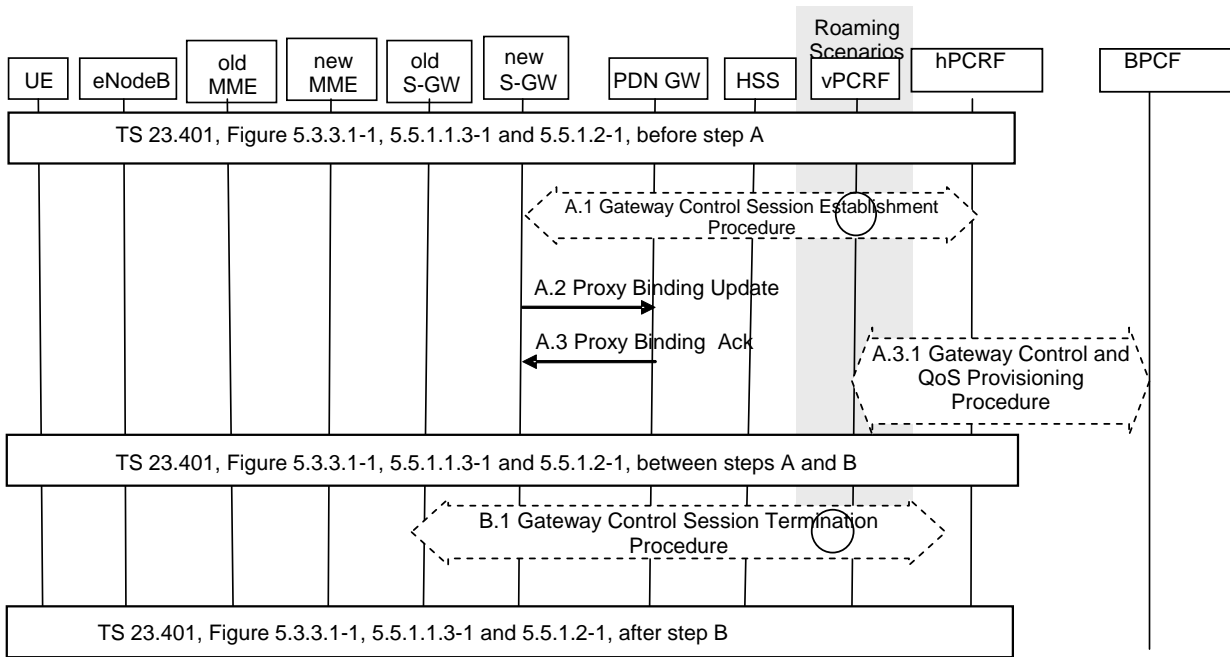 Roaming
Scenarios
UE
eNodeB
old
MME
new
MME
old
S-GW
new
S-GW
PDN GW
HSS
vPCRF
hPCRF
BPCF
TS 23.401, Figure 5.3.3.1-1, 5.5.1.1.3-1 and 5.5.1.2-1, before step A
A.1 Gateway Control Session Establishment
Procedure
A.2 Proxy Binding Update
A.3 Proxy Binding Ack
A.3.1 Gateway Control and
QoS Provisioning
Procedure
TS 23.401, Figure 5.3.3.1-1, 5.5.1.1.3-1 and 5.5.1.2-1, between steps A and B
B.1 Gateway Control Session Termination
Procedure
TS 23.401, Figure 5.3.3.1-1, 5.5.1.1.3-1 and 5.5.1.2-1, after step B